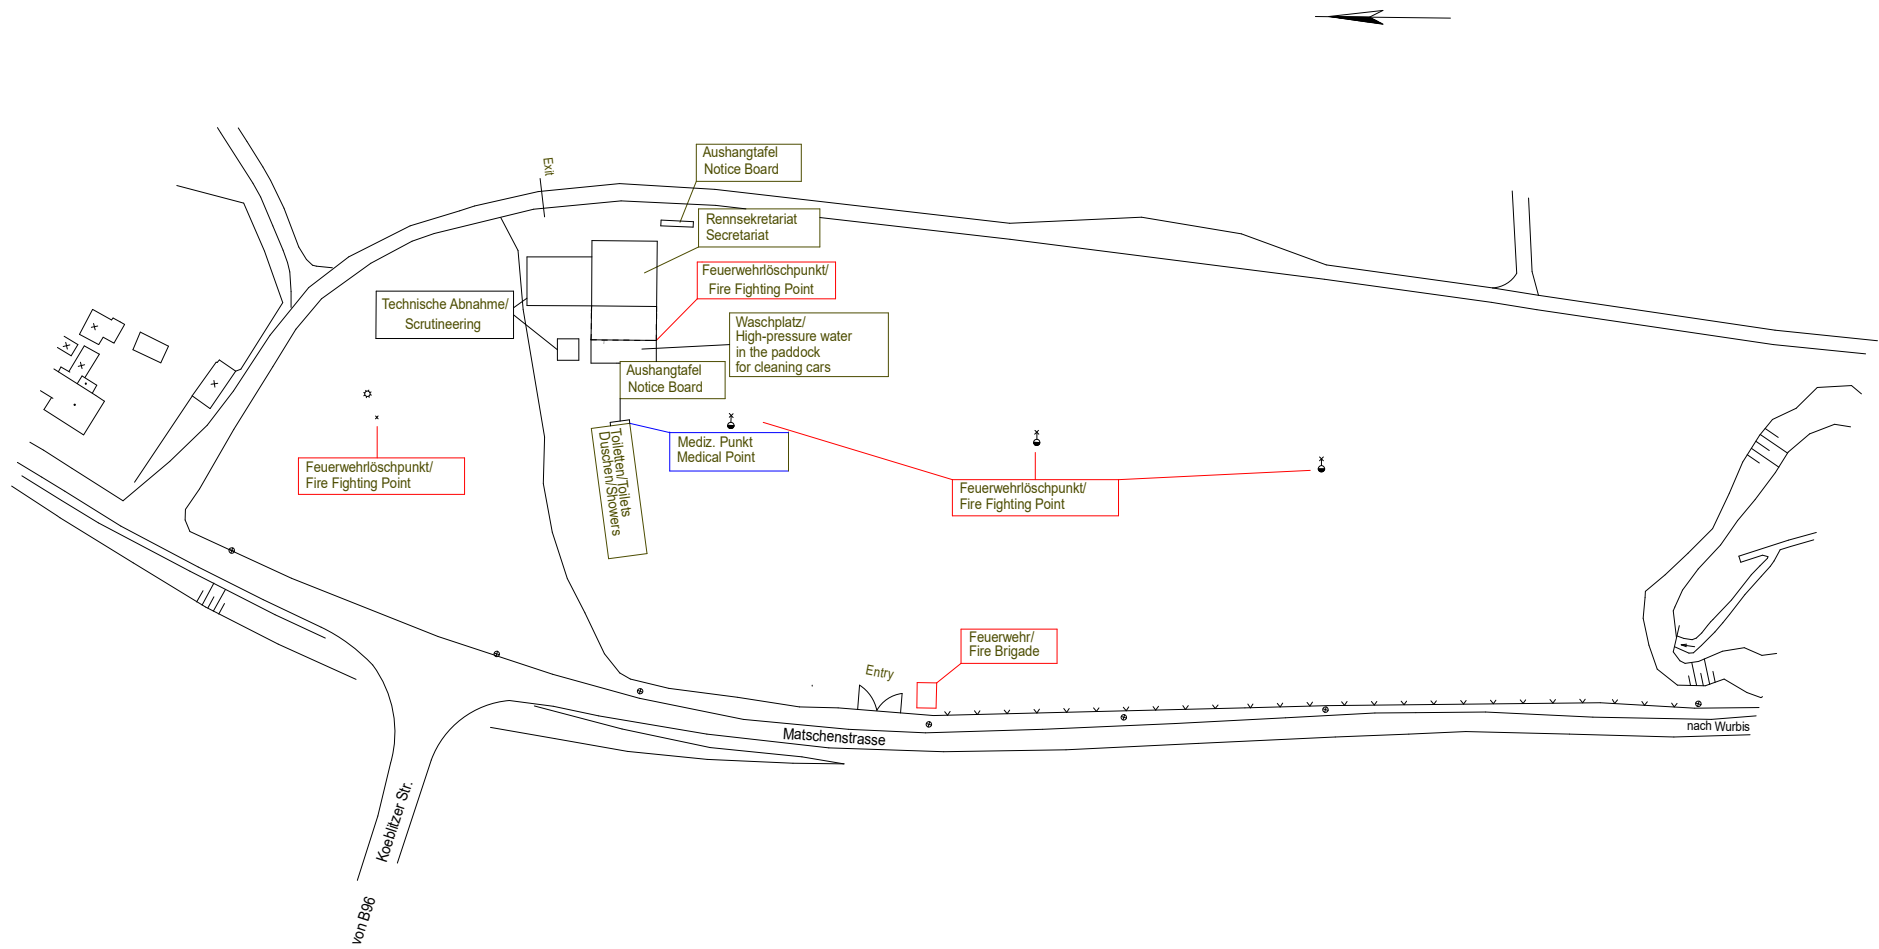 Exit
Aushangtafel
Notice Board
Rennsekretariat
Secretariat
Feuerwehrlöschpunkt/
Fire Fighting Point
Technische Abnahme/
Scrutineering
Waschplatz/
High-pressure water
in the paddock
for cleaning cars
Aushangtafel
Notice Board
Mediz. Punkt
Medical Point
Toiletten/Toilets
Duschen/Showers
Feuerwehrlöschpunkt/
Fire Fighting Point
Feuerwehrlöschpunkt/
Fire Fighting Point
Feuerwehr/
Fire Brigade
Entry
Matschenstrasse
nach Wurbis
Koeblitzer Str.
von B96